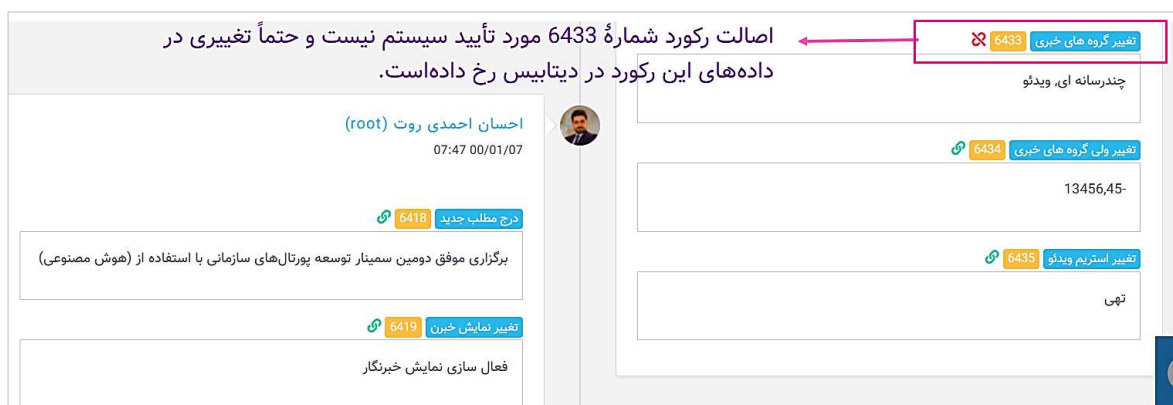 اصالت رکورد شمارهٔ 6433 مورد تأیید سیستم نیست و حتماً تغییری در
داده‌های این رکورد در دیتابیس رخ داده‌است.
تغییر گروه های خبری 6433
چندرسانه ای, ویدئو
تغییر ولی گروه های خبری 6434
13456,45-
تغییر استریم ویدئو 6435
تهی
احسان احمدی روت (root)
07:47 00/01/07
درج مطلب جدید 6418
برگزاری موفق دومین سمینار توسعه پورتال‌های سازمانی با استفاده از (هوش مصنوعی)
تغییر نمایش خبرن 6419
فعال سازی نمایش خبرنگار